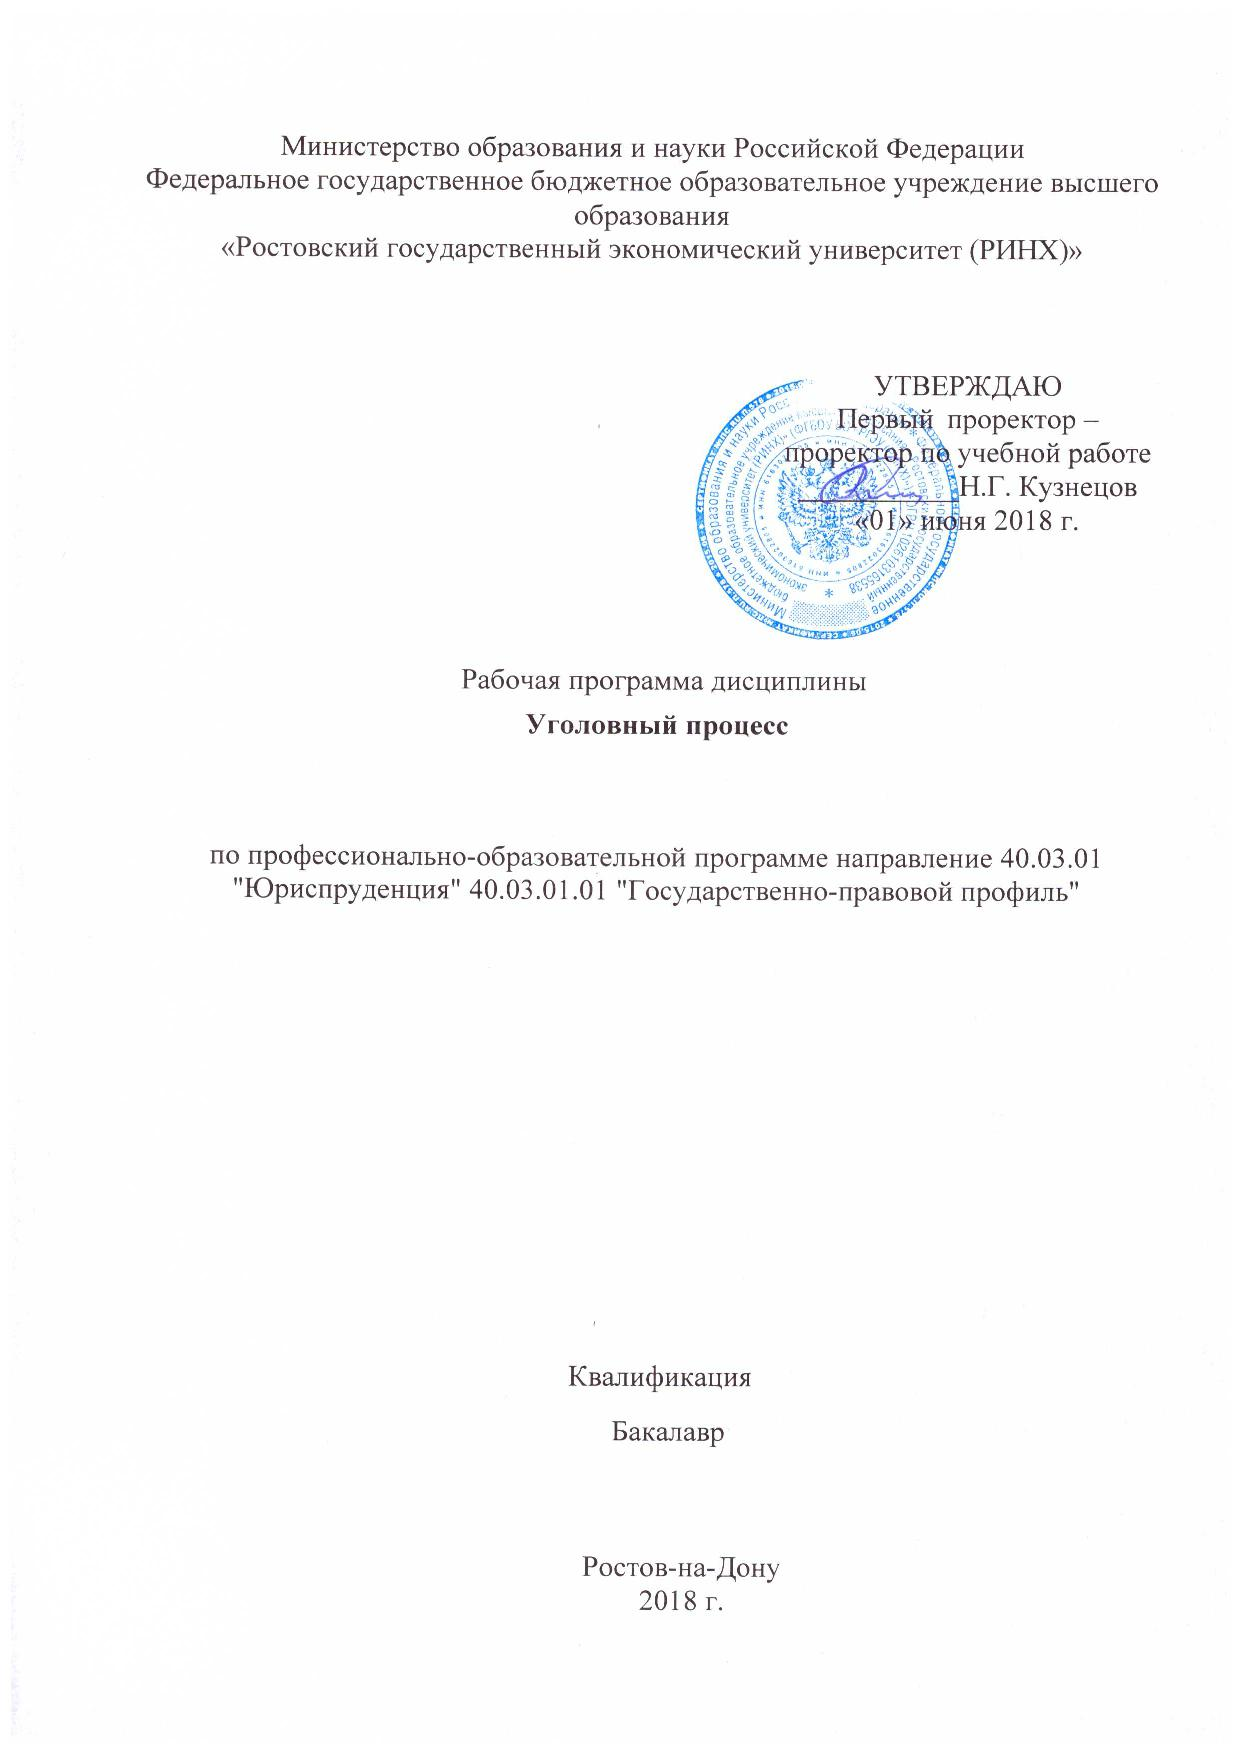 Министерство образования и науки Российской Федерации
Федеральное государственное бюджетное образовательное учреждение высшего
образования
«Ростовский государственный экономический университет (РИНХ)»
УТВЕРЖДАЮ
Первый проректор –
проректор по учебной работе
Н.Г. Кузнецов
«01» июня 2018 г.
Рабочая программа дисциплины
Уголовный процесс
по профессионально-образовательной программе направление 40.03.01
"Юриспруденция" 40.03.01.01 "Государственно-правовой профиль"
Квалификация
Бакалавр
Ростов-на-Дону
2018 г.